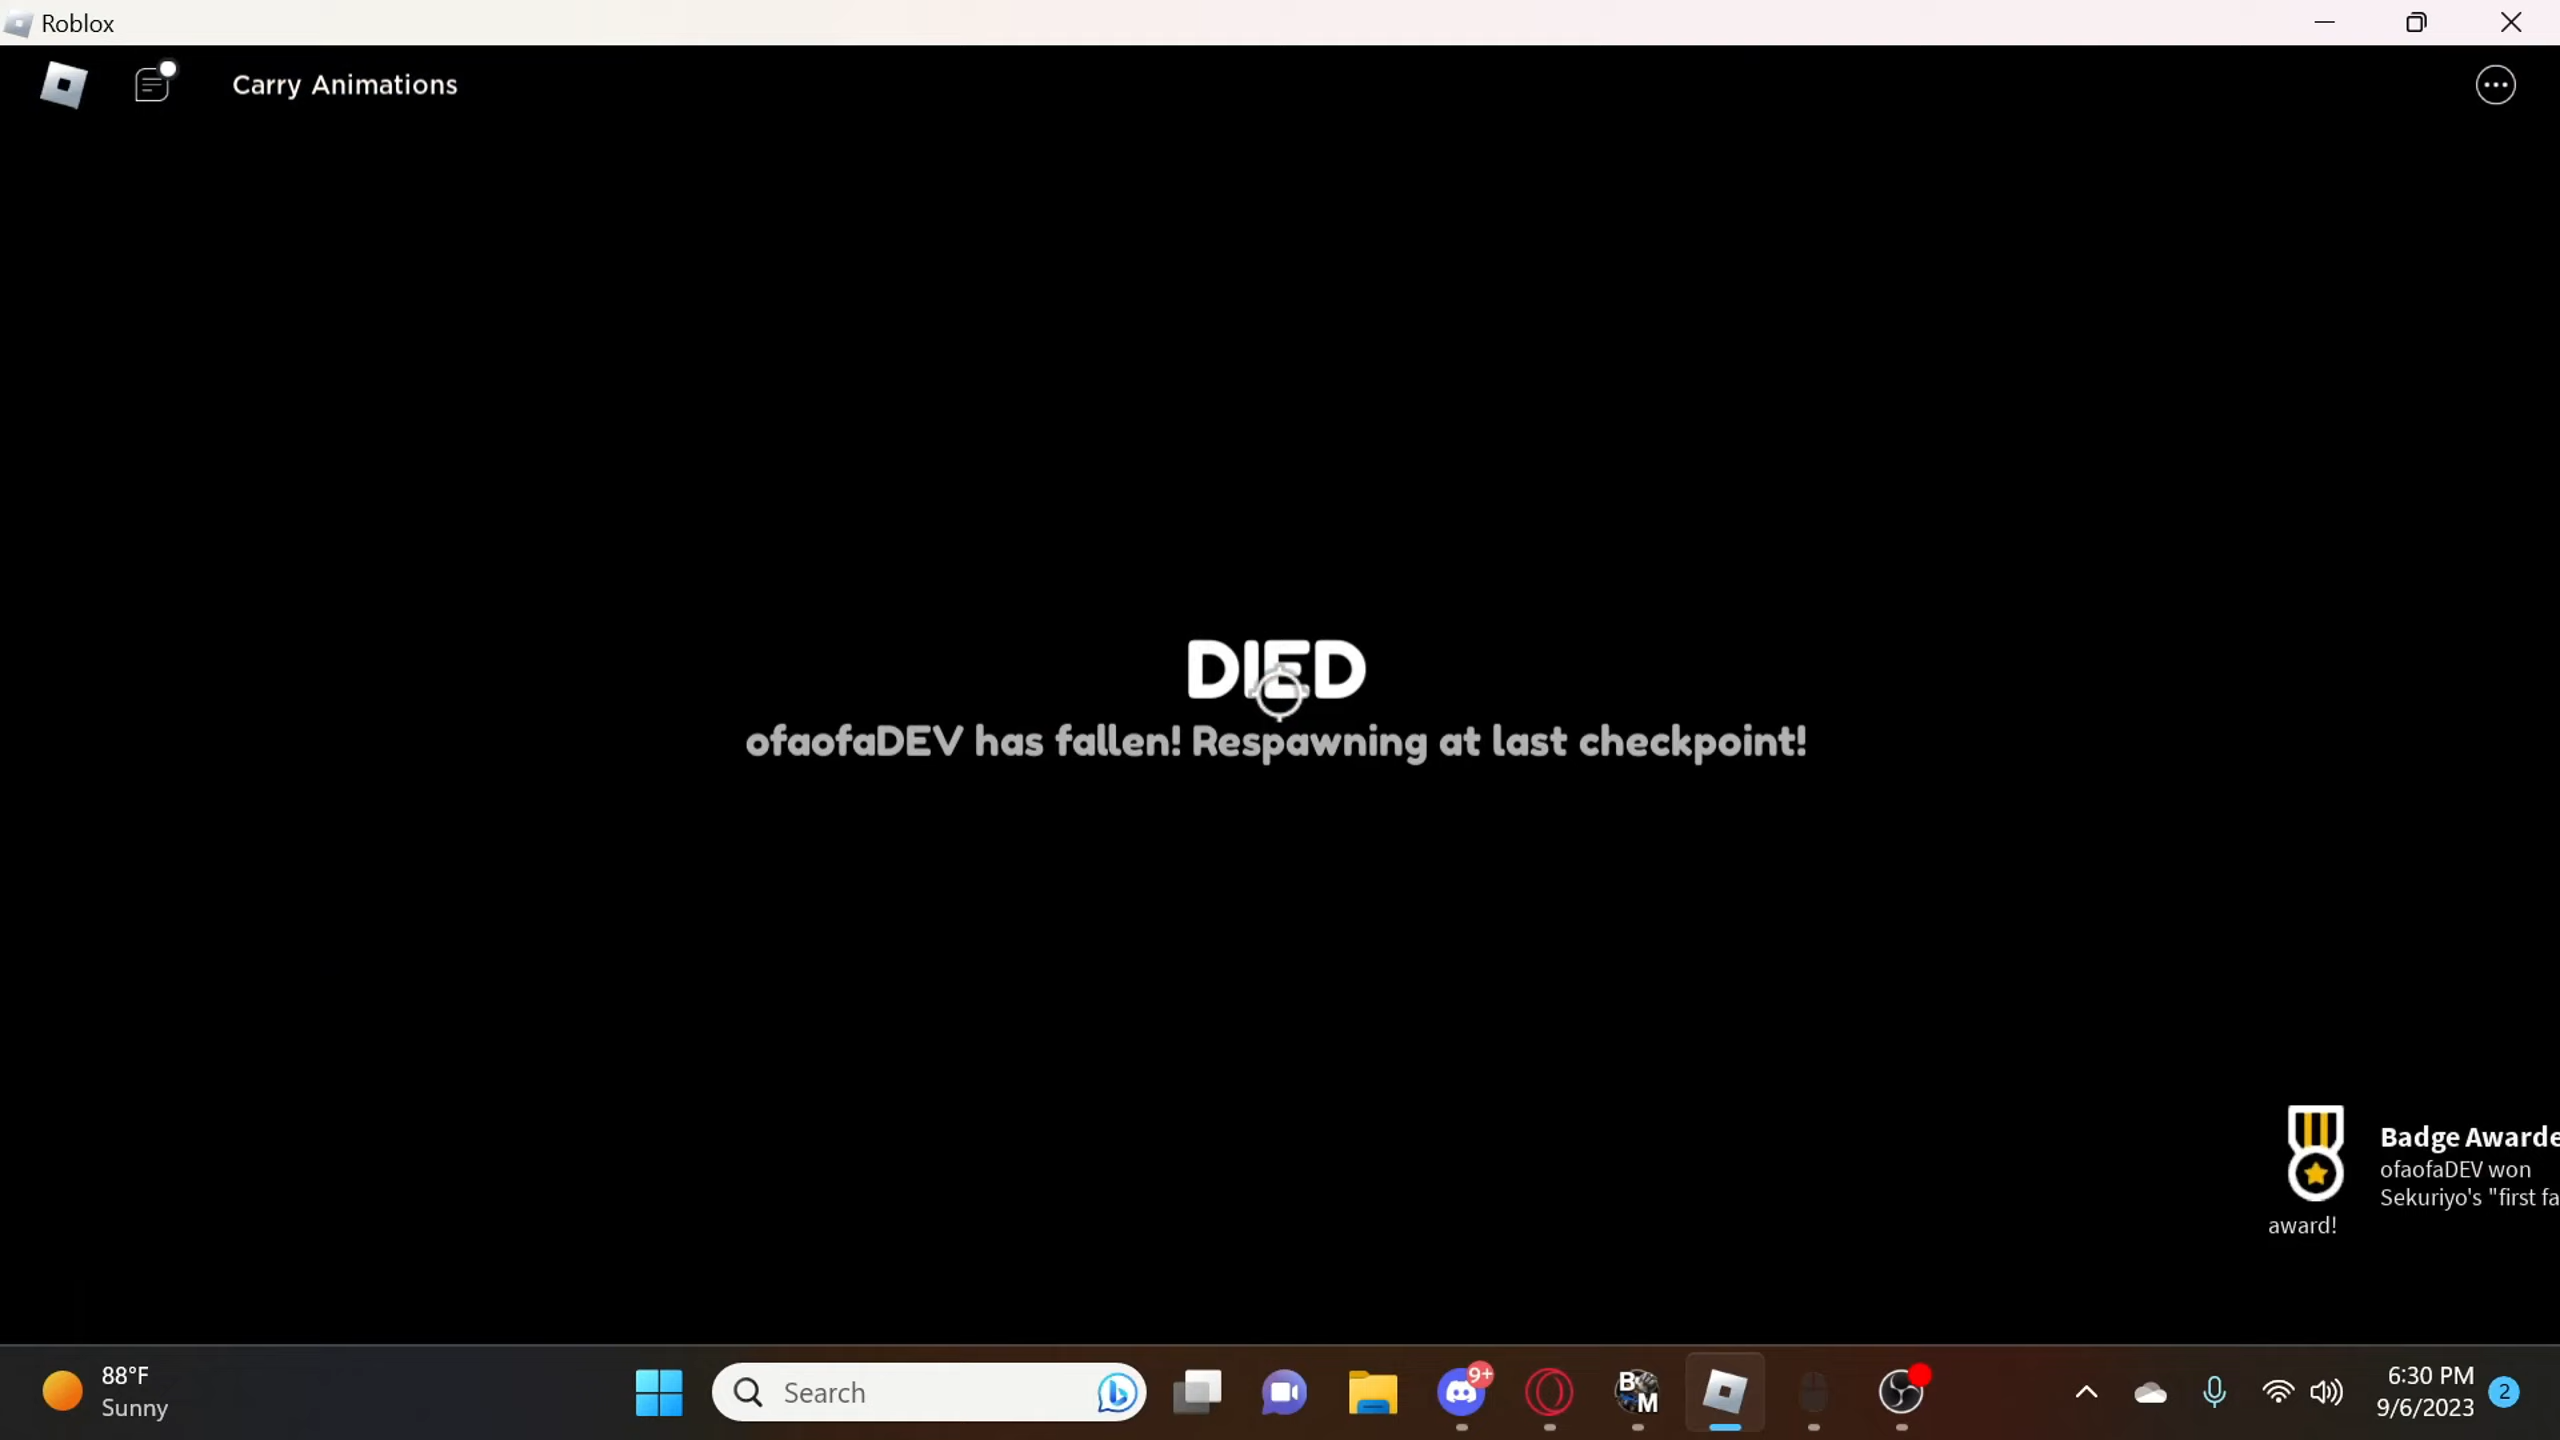 Roblox
Carry Animations
DIED
ofaofaDEV has fallen! Respawning at last checkpoint!
Badge Awarde
ofaofaDEV won
Sekuriyo's "first fa
award!
88°F
Sunny
Search
9+
B
M
6:30 PM
9/6/2023
2